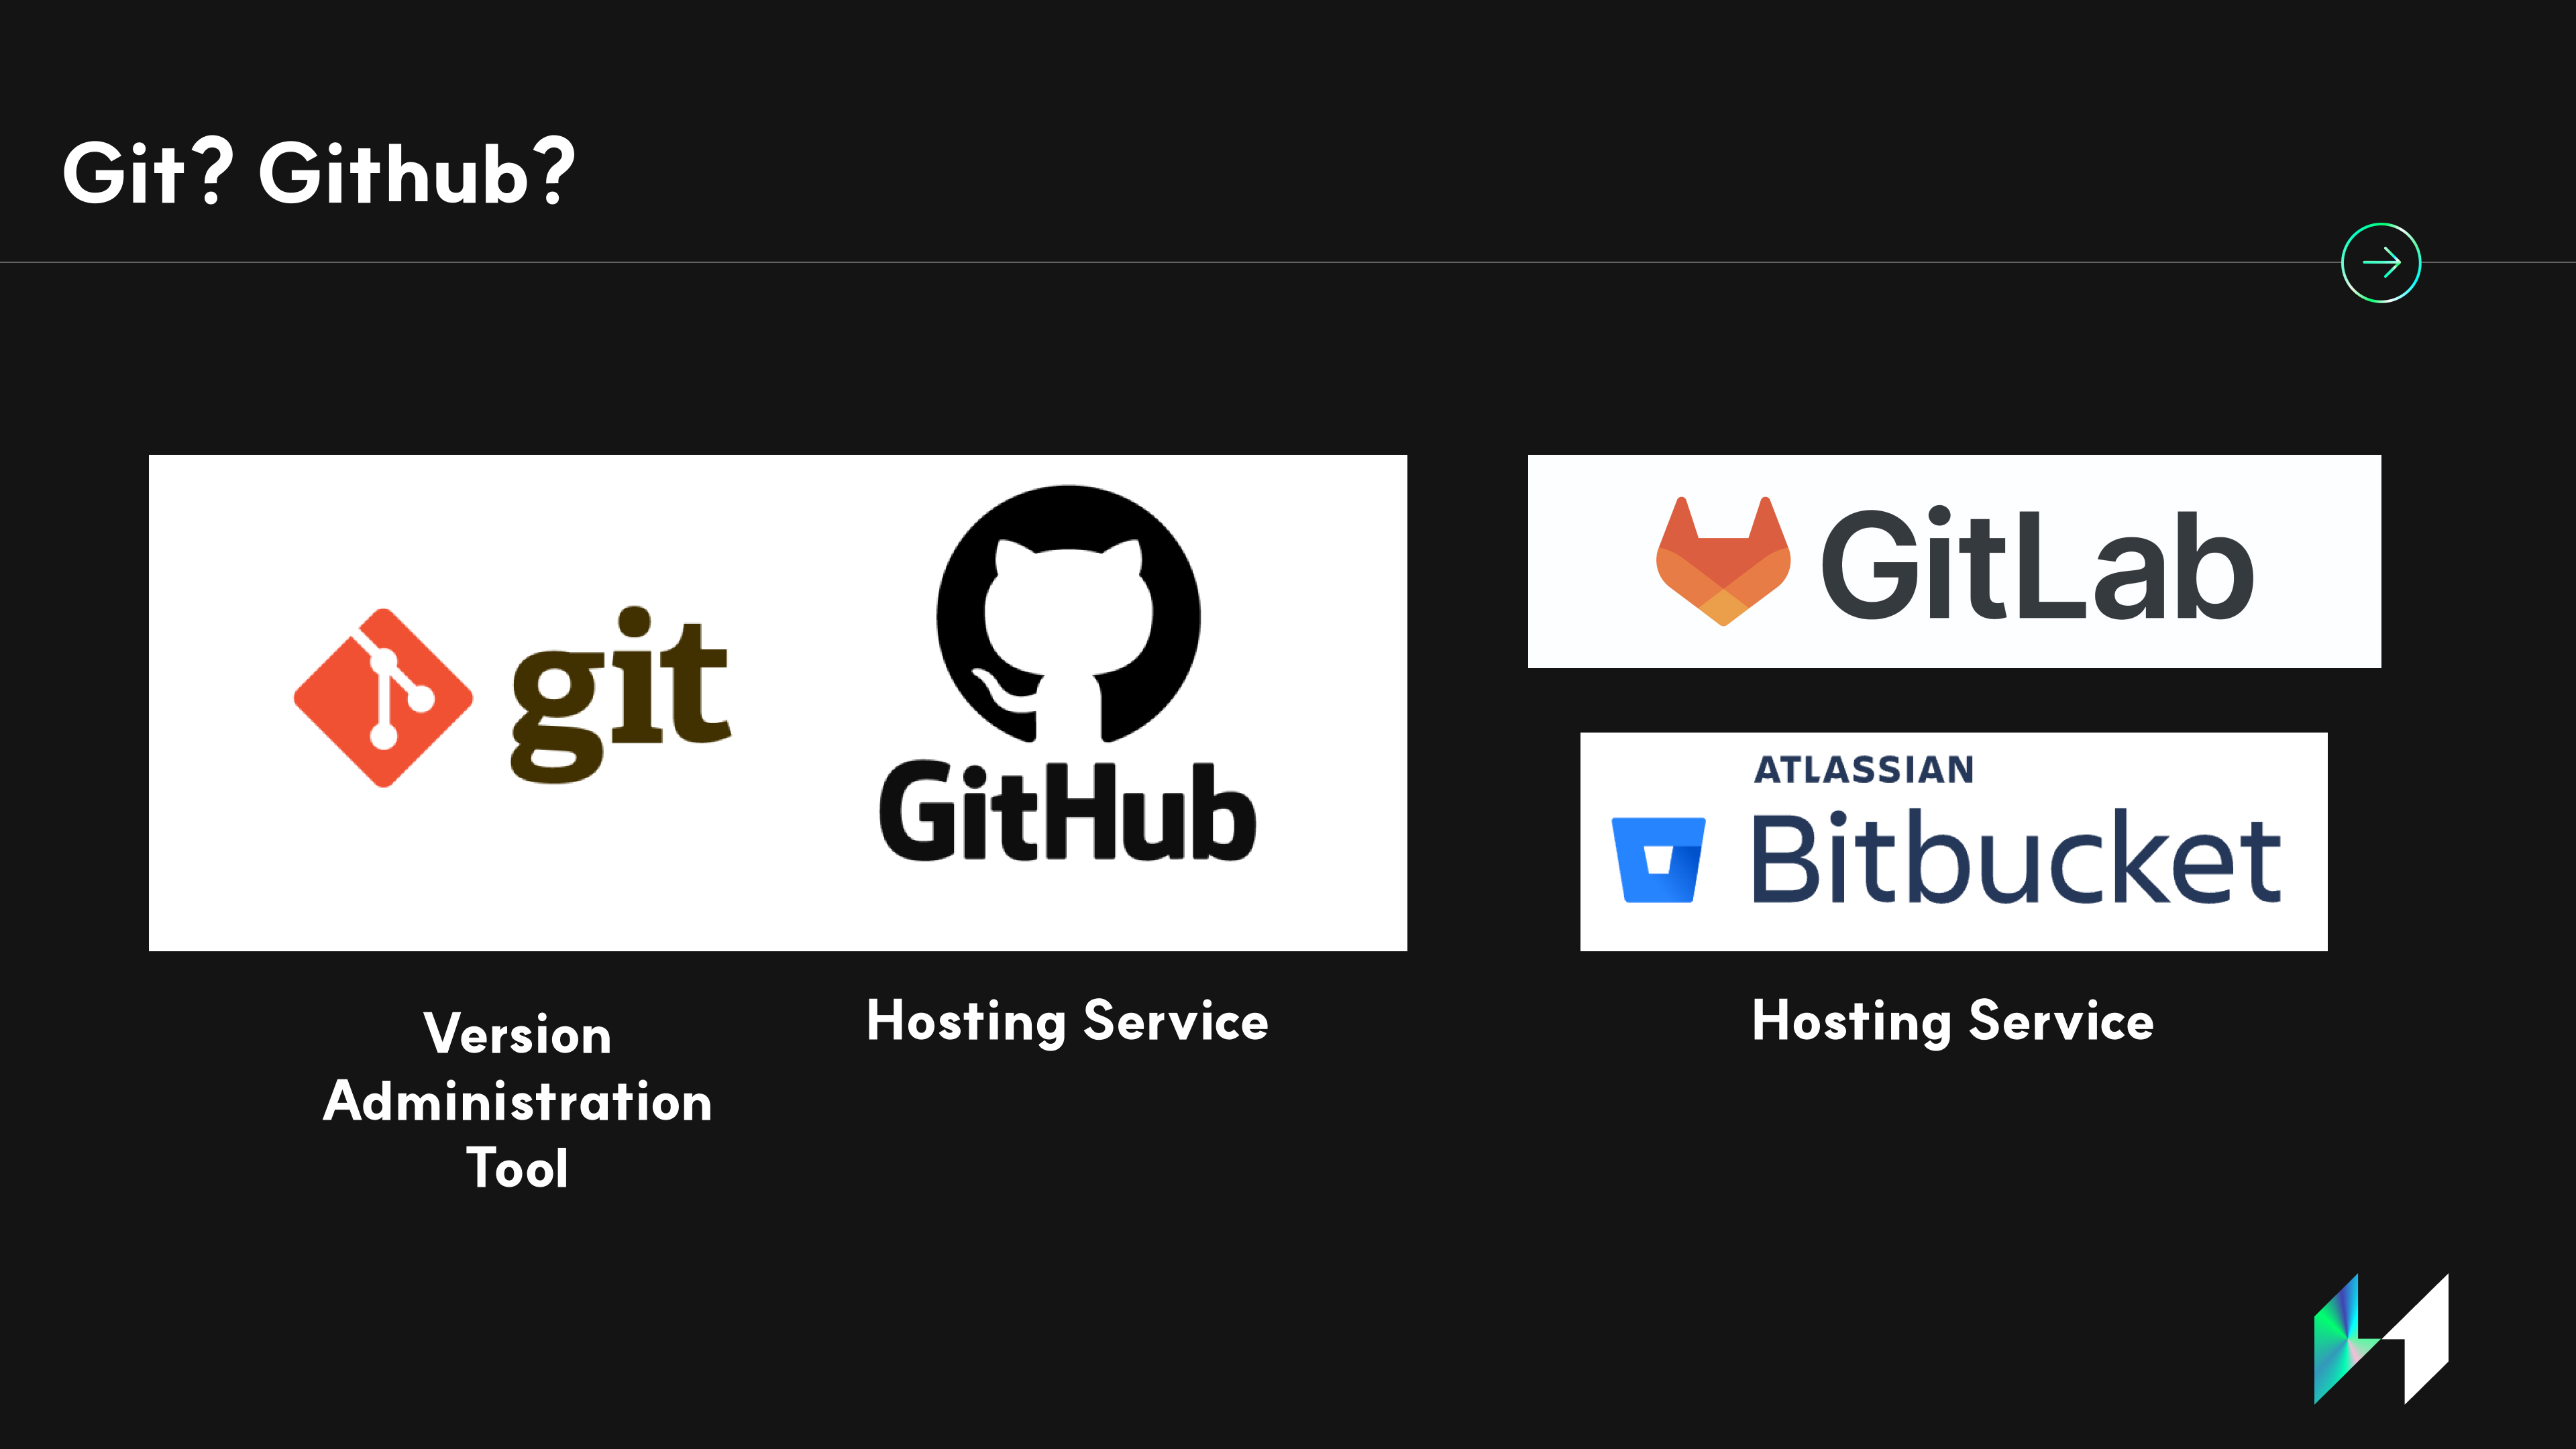 Git? Github?
git
GitHub
GitLab
ATLASSIAN
Bitbucket
Version
Administration
Tool
Hosting Service
Hosting Service